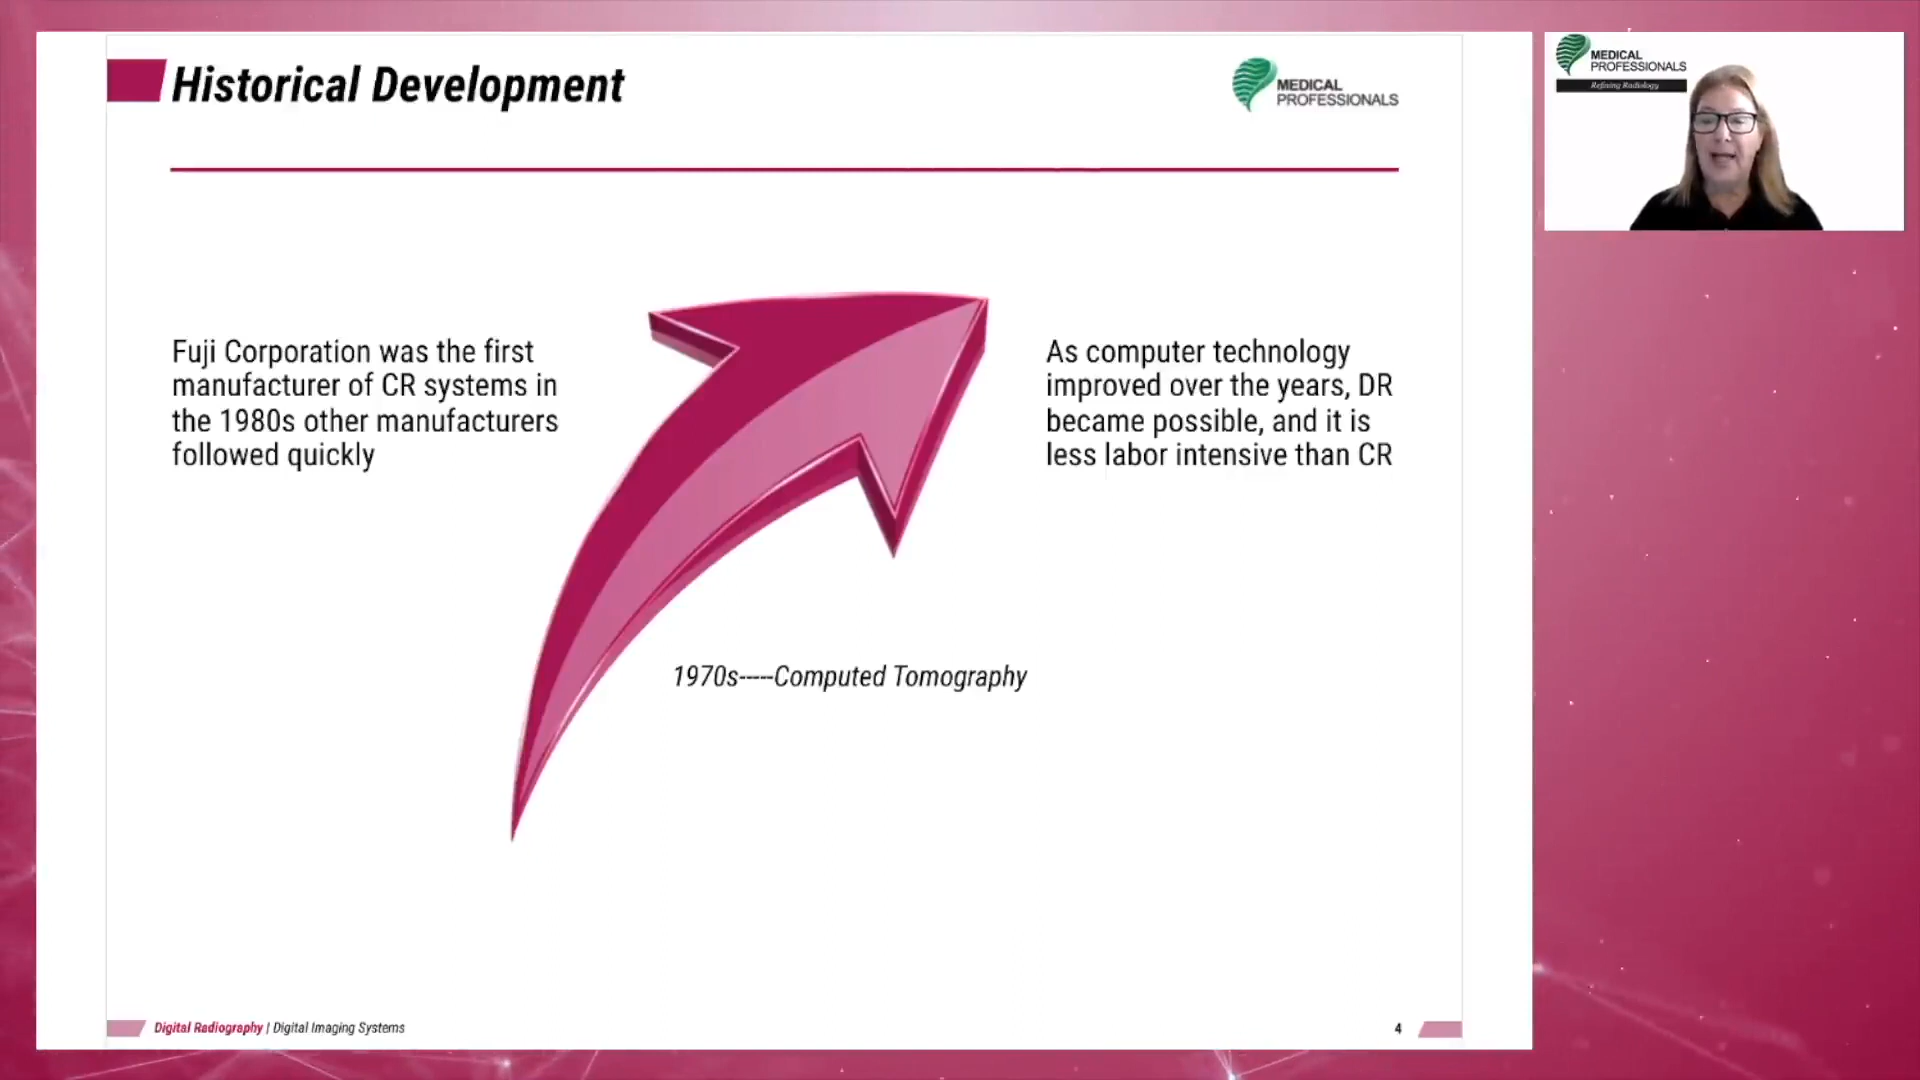 Historical Development
MEDICAL
PROFESSIONALS
MEDICAL
PROFESSIONALS
Refining Radiology
Fuji Corporation was the first
manufacturer of CR systems in
the 1980s other manufacturers
followed quickly
As computer technology
improved over the years, DR
became possible, and it is
less labor intensive than CR
1970s-----Computed Tomography
Digital Radiography | Digital Imaging Systems
4